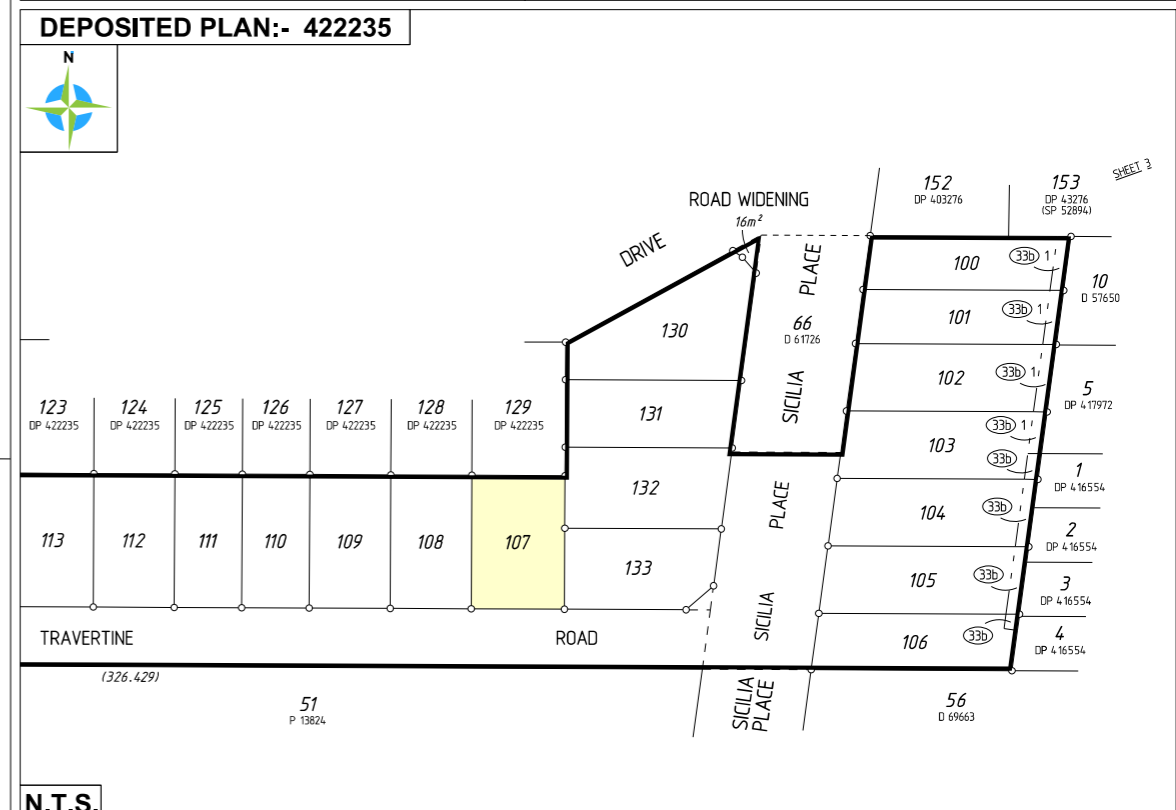 DEPOSITED PLAN:- 422235
N
SHEET 3
152
DP 403276
153
DP 43276
(SP 52894)
ROAD WIDENING
16m²
DRIVE
PLACE
SICILIA
66
D 61726
130
131
132
133
100
101
102
103
104
105
106
33b 1
33b 1
33b 1
33b 1
33b
33b
33b
33b
10
D 57650
5
DP 417972
1
DP 416554
2
DP 416554
3
DP 416554
4
DP 416554
123
DP 422235
124
DP 422235
125
DP 422235
126
DP 422235
127
DP 422235
128
DP 422235
129
DP 422235
113
112
111
110
109
108
107
PLACE
SICILIA
TRAVERTINE
ROAD
(326.429)
51
P 13824
SICILIA
PLACE
56
D 69663
N.T.S.